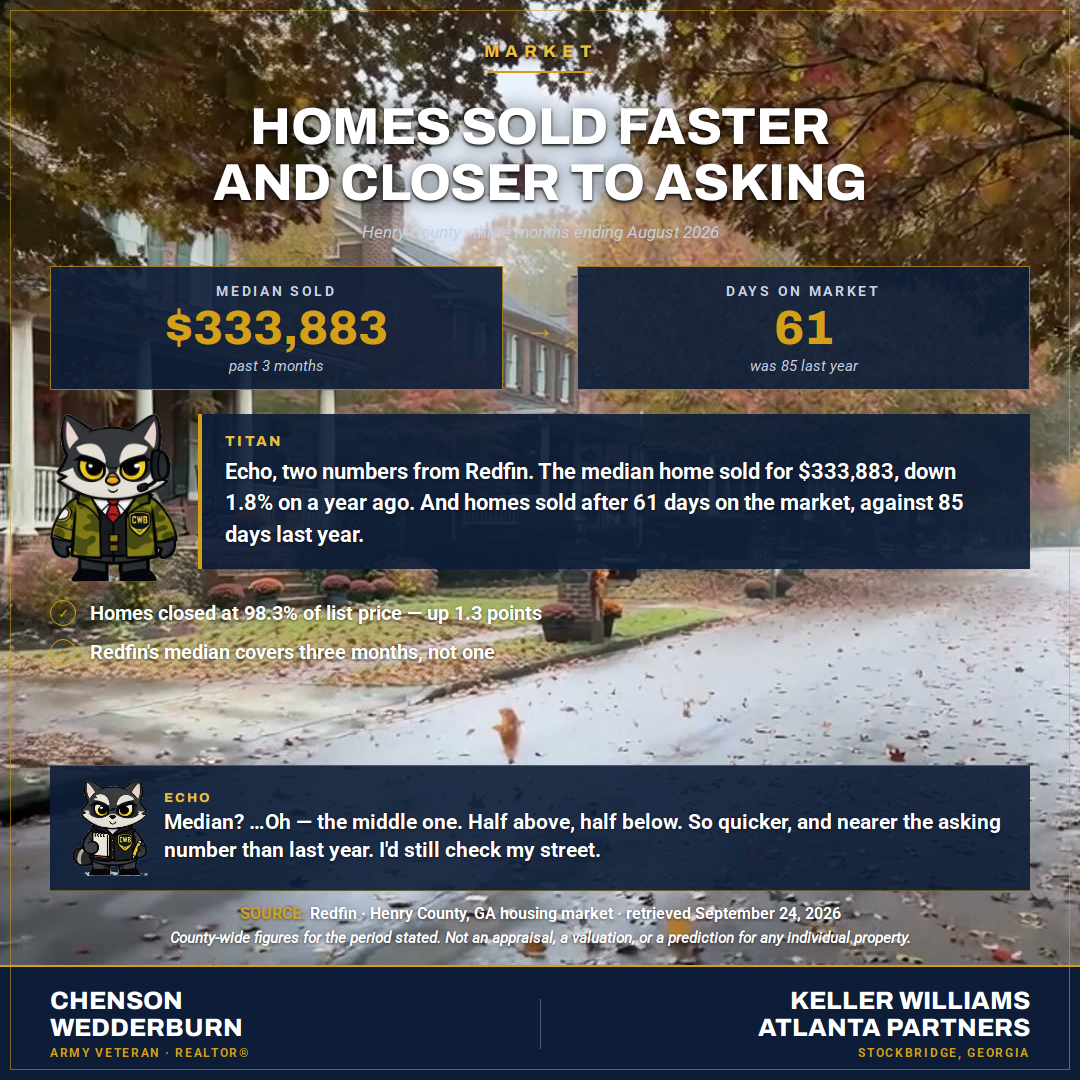 MARKET
HOMES SOLD FASTER
AND CLOSER TO ASKING
Henry County · three months ending August 2026
MEDIAN SOLD
$333,883
past 3 months
→
DAYS ON MARKET
61
was 85 last year
TITAN
Echo, two numbers from Redfin. The median home sold for $333,883, down
1.8% on a year ago. And homes sold after 61 days on the market, against 85
days last year.
CWB
✓ Homes closed at 98.3% of list price — up 1.3 points
✓ Redfin's median covers three months, not one
ECHO
Median? …Oh — the middle one. Half above, half below. So quicker, and nearer the asking
number than last year. I'd still check my street.
CWB
SOURCE: Redfin · Henry County, GA housing market · retrieved September 24, 2026
County-wide figures for the period stated. Not an appraisal, a valuation, or a prediction for any individual property.
CHENSON
WEDDERBURN
ARMY VETERAN · REALTOR®
KELLER WILLIAMS
ATLANTA PARTNERS
STOCKBRIDGE, GEORGIA